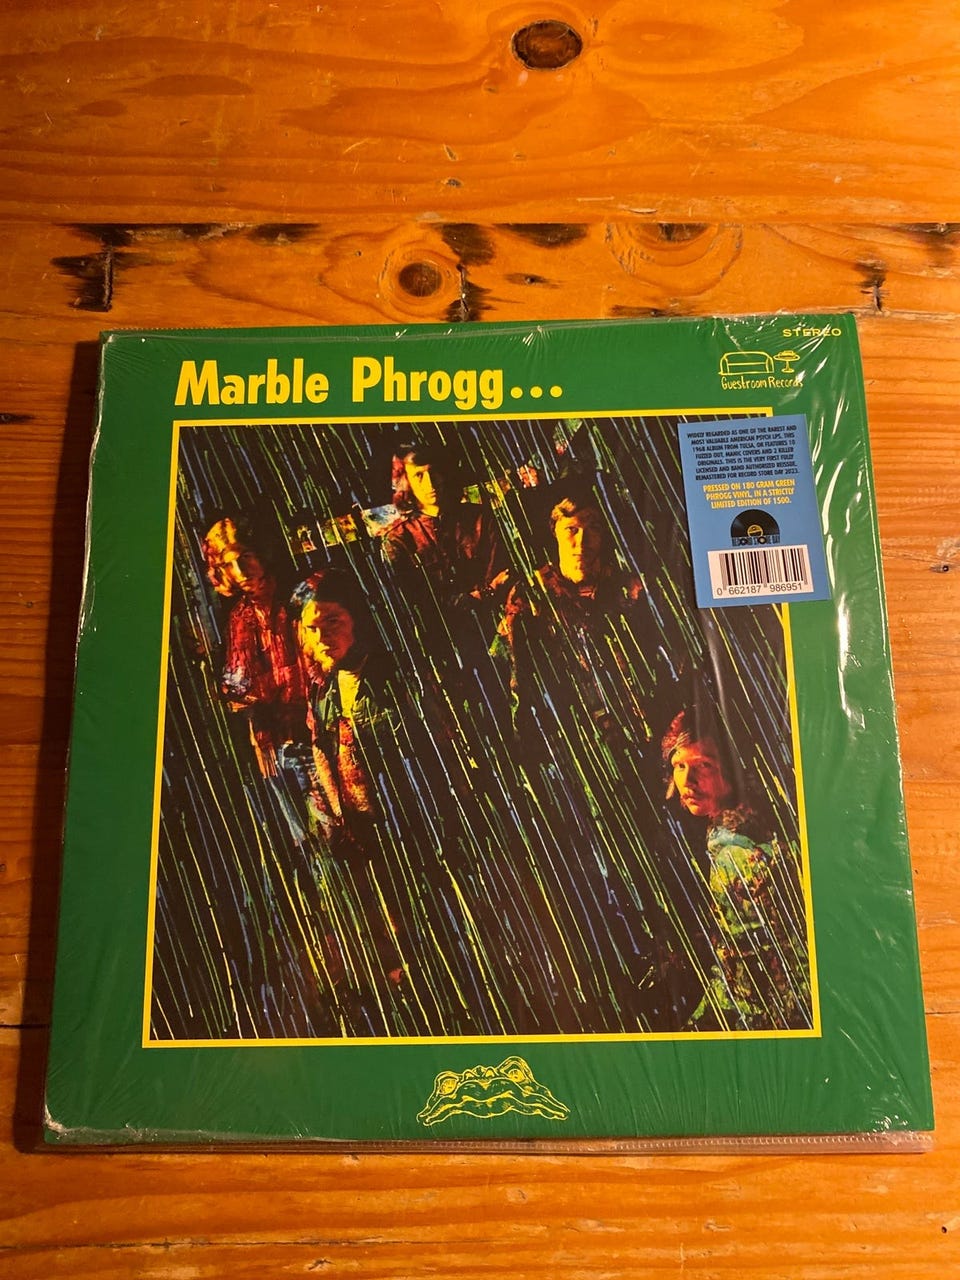 STEREO
Guestroom Records
Marble Phrogg...
WIDELY REGARDED AS ONE OF THE RAREST AND
MOST VALUABLE AMERICAN PSYCH LPS. THIS
1968 ALBUM FROM TULSA, OK FEATURES 10
FUZZED OUT, MANIC COVERS AND 2 KILLER
ORIGINALS. THIS IS THE VERY FIRST FULLY
LICENSED AND BAND AUTHORIZED REISSUE.
REMASTERED FOR RECORD STORE DAY 2023.
PRESSED ON 180 GRAM GREEN
PHROGG VINYL, IN A STRICTLY
LIMITED EDITION OF 1500.
RECORD STORE DAY
0 662187 986951